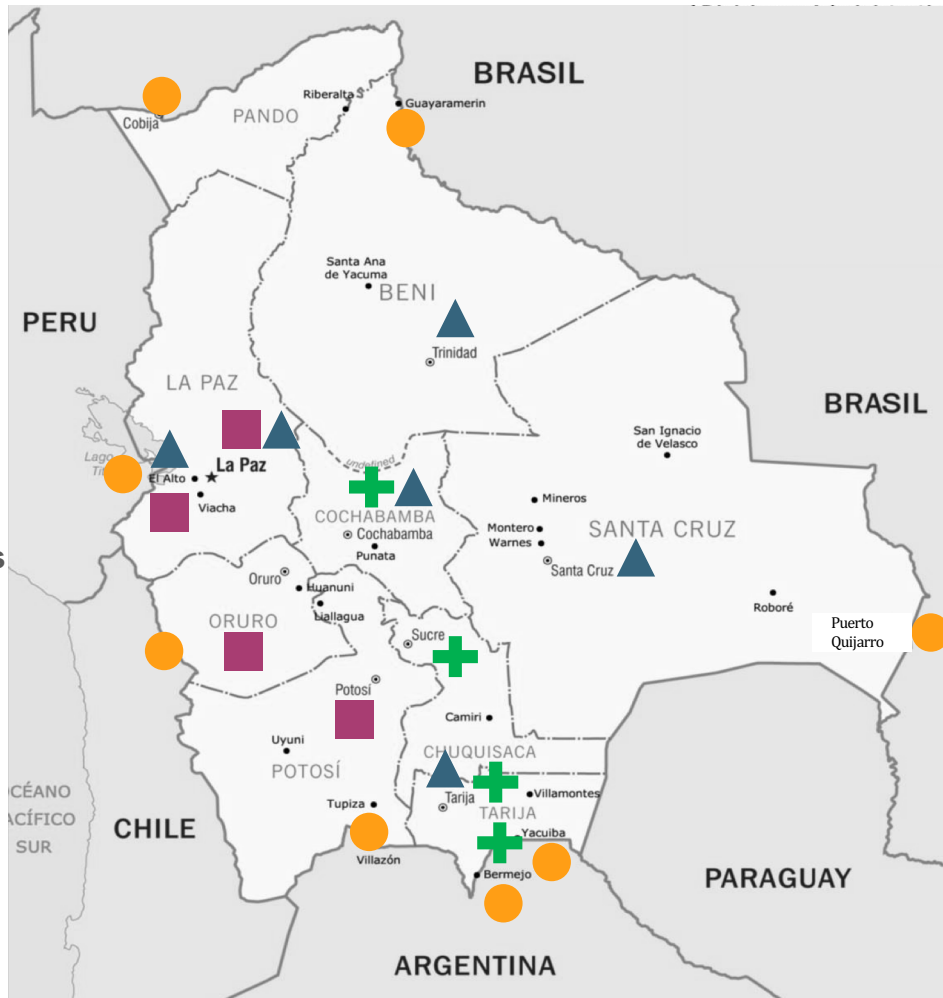 BRASIL
Riberalta
Guayaramerin
PANDO
Cobija
Santa Ana
de Yacuma
BENI
PERU
Trinidad
LA PAZ
BRASIL
San Ignacio
de Velasco
Lago
La Paz
undefined
El Alto
Viacha
Mineros
COCHABAMBA
SANTA CRUZ
Montero
Cochabamba
Warnes
Punata
Santa Cruz
Oruro
Huanuni
Roboré
Llallagua
ORURO
Puerto
Quijarro
Sucre
Potosí
Camiri
Uyuni
CHUQUISACA
POTOSÍ
Villamontes
Tarija
TARIJA
Tupiza
CHILE
Yacuiba
Villazón
Bermejo
PARAGUAY
SUR
ARGENTINA